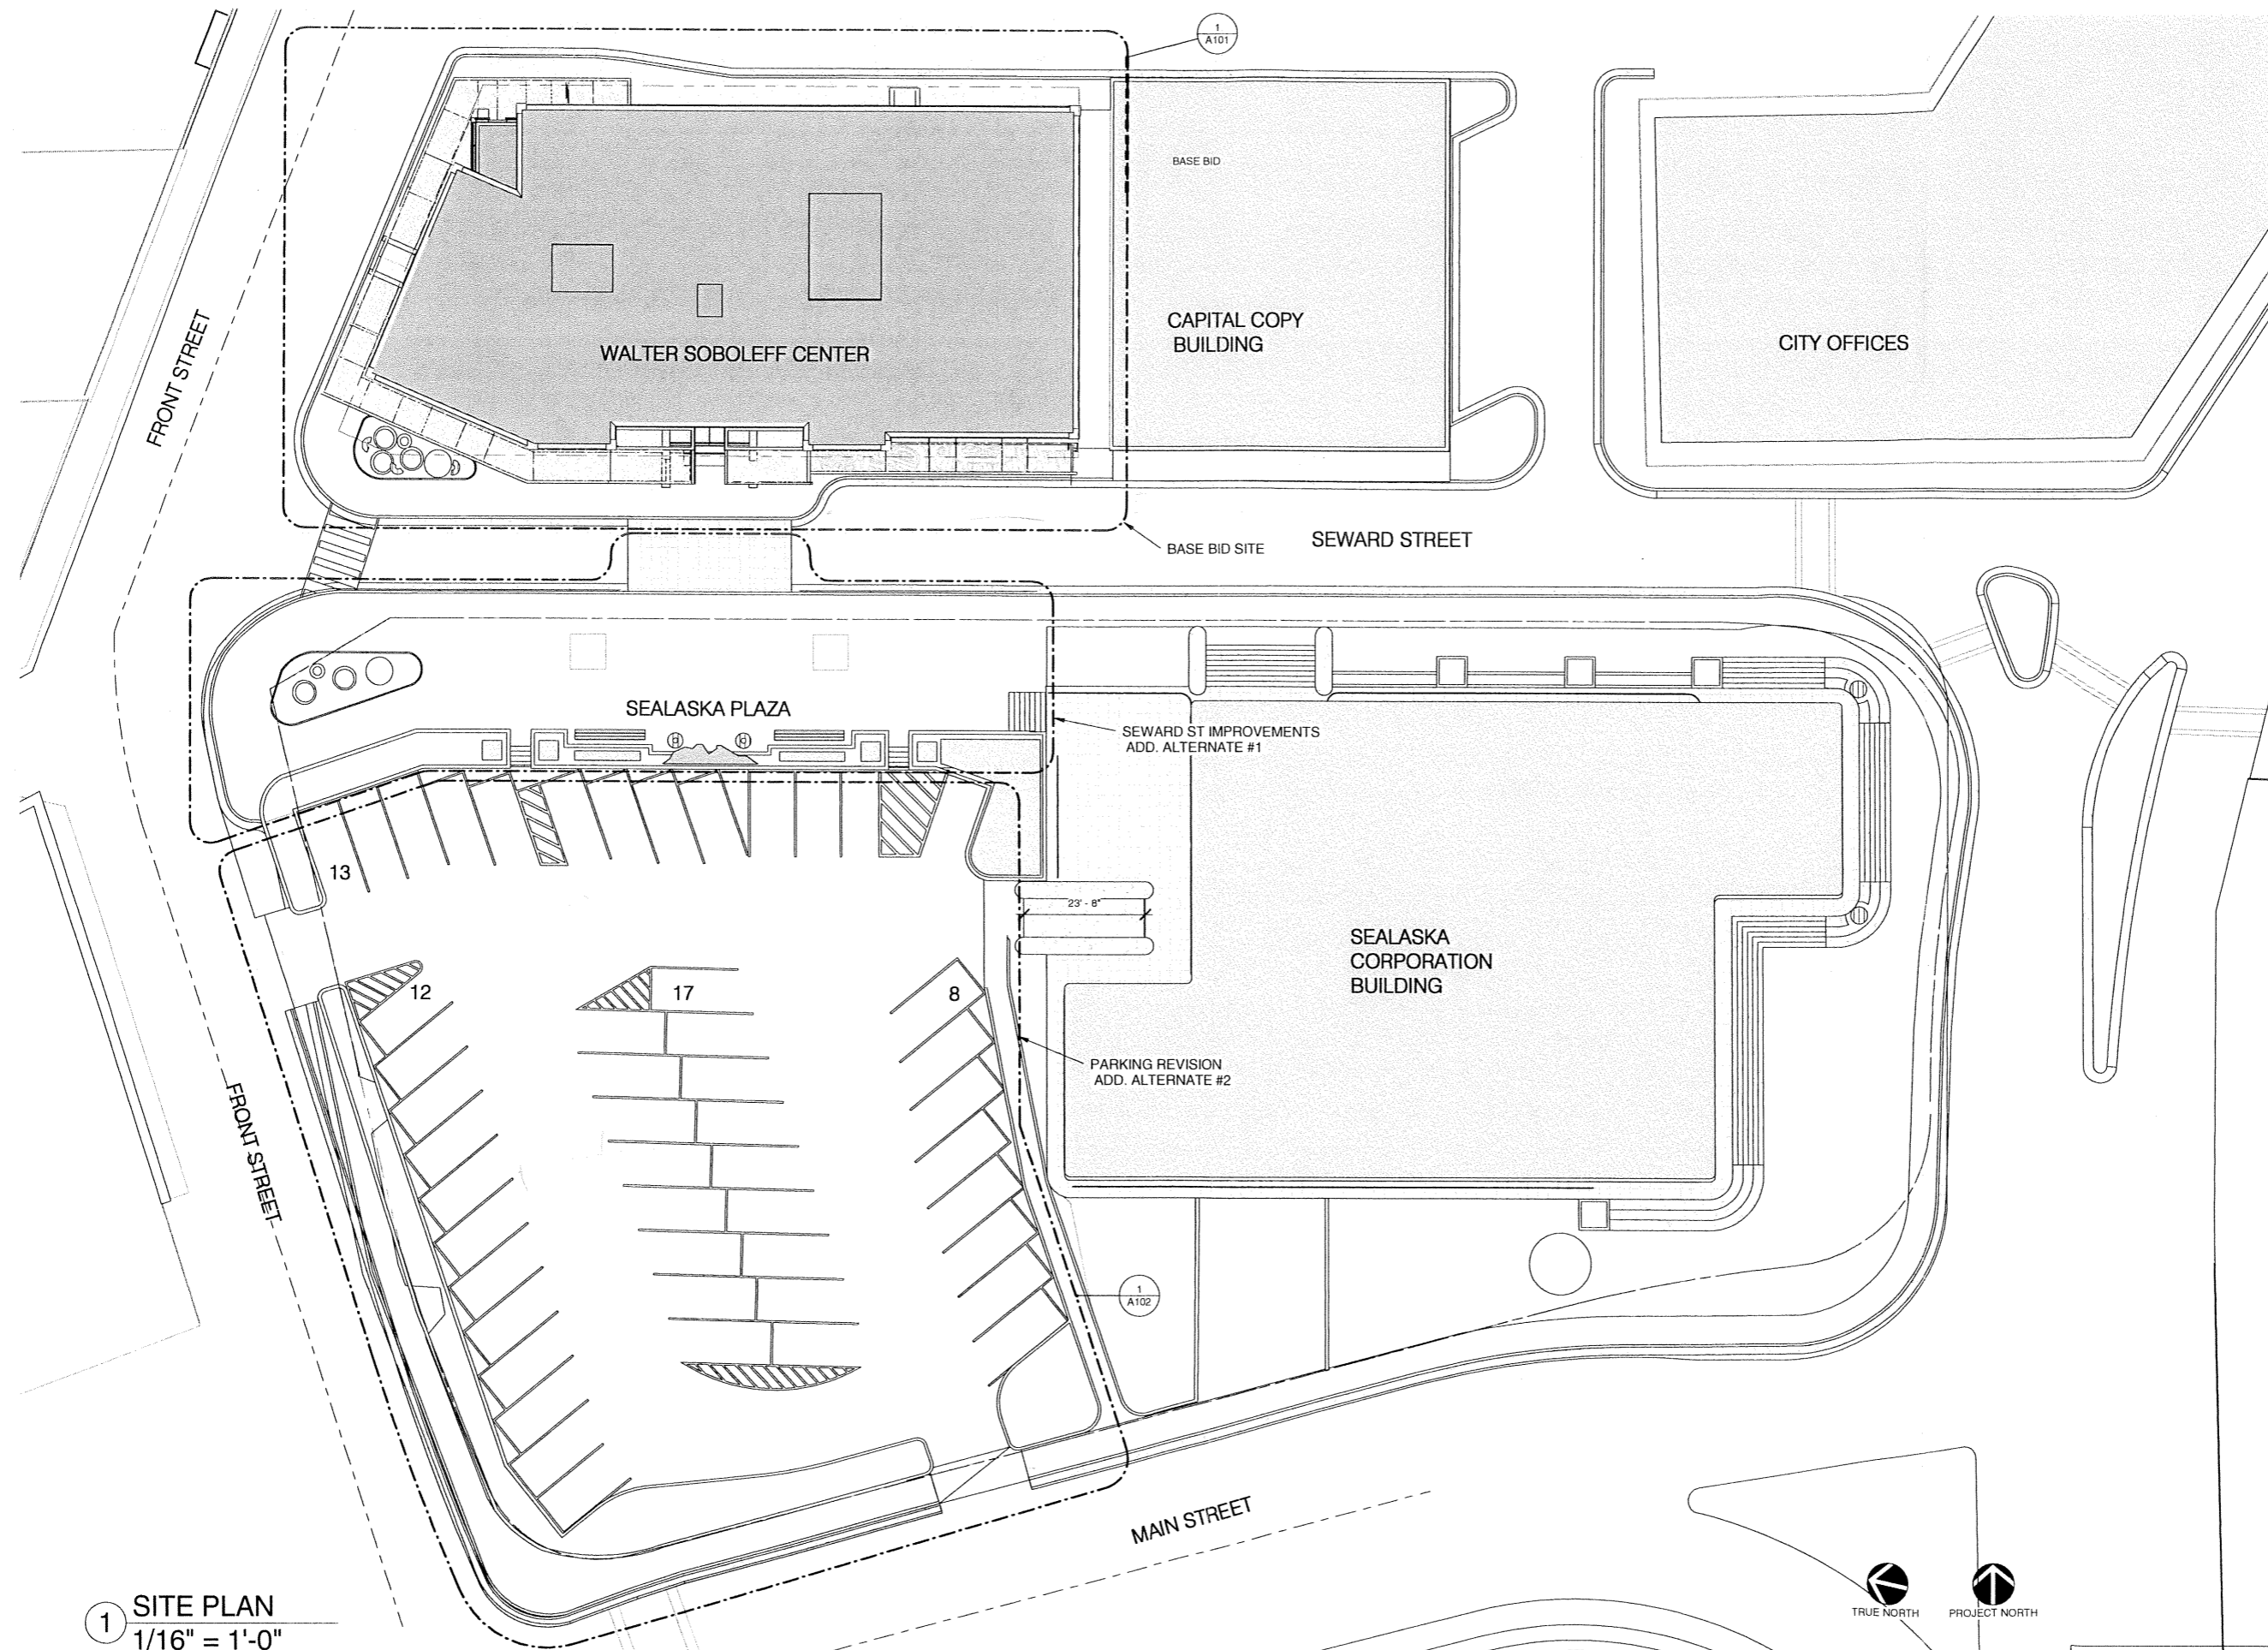 1
A101
BASE BID
CAPITAL COPY
BUILDING
CITY OFFICES
WALTER SOBOLEFF CENTER
FRONT STREET
BASE BID SITE
SEWARD STREET
SEALASKA PLAZA
SEWARD ST IMPROVEMENTS
ADD. ALTERNATE #1
13
23' - 8"
SEALASKA
CORPORATION
BUILDING
12
17
8
PARKING REVISION
ADD. ALTERNATE #2
FRONT STREET
1
A102
MAIN STREET
TRUE NORTH
PROJECT NORTH
1
SITE PLAN
1/16" = 1'-0"